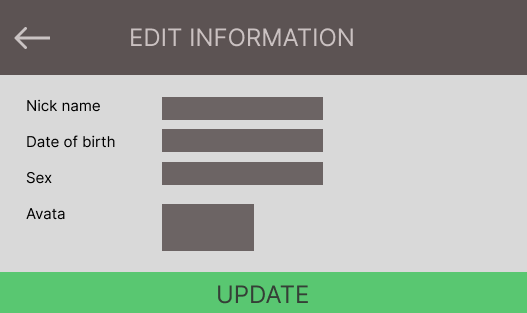 EDIT INFORMATION
Nick name
Date of birth
Sex
Avata
UPDATE